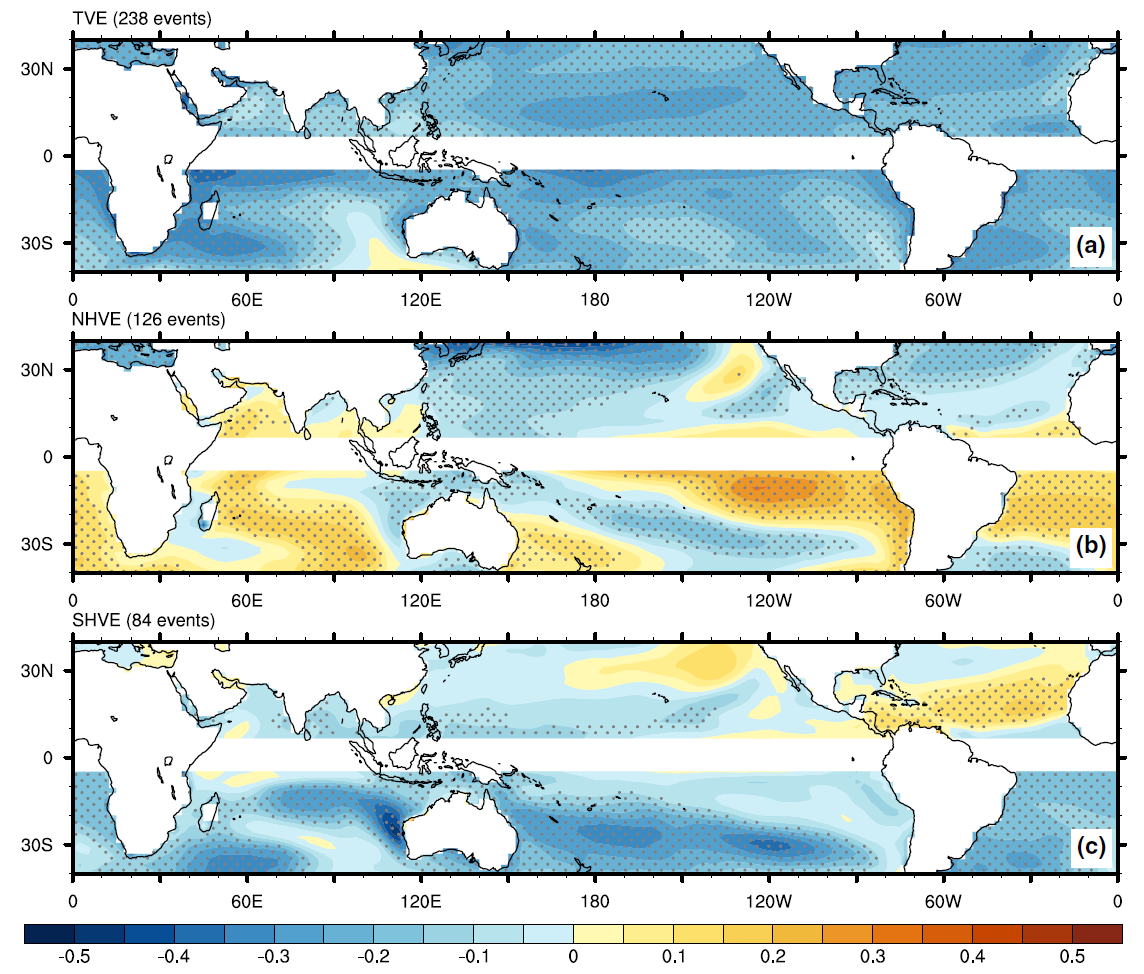 TVE (238 events)
30N
0
30S
(a)
0 60E 120E 180 120W 60W 0
NHVE (126 events)
30N
0
30S
(b)
0 60E 120E 180 120W 60W 0
SHVE (84 events)
30N
0
30S
(c)
0 60E 120E 180 120W 60W 0
-0.5 -0.4 -0.3 -0.2 -0.1 0 0.1 0.2 0.3 0.4 0.5